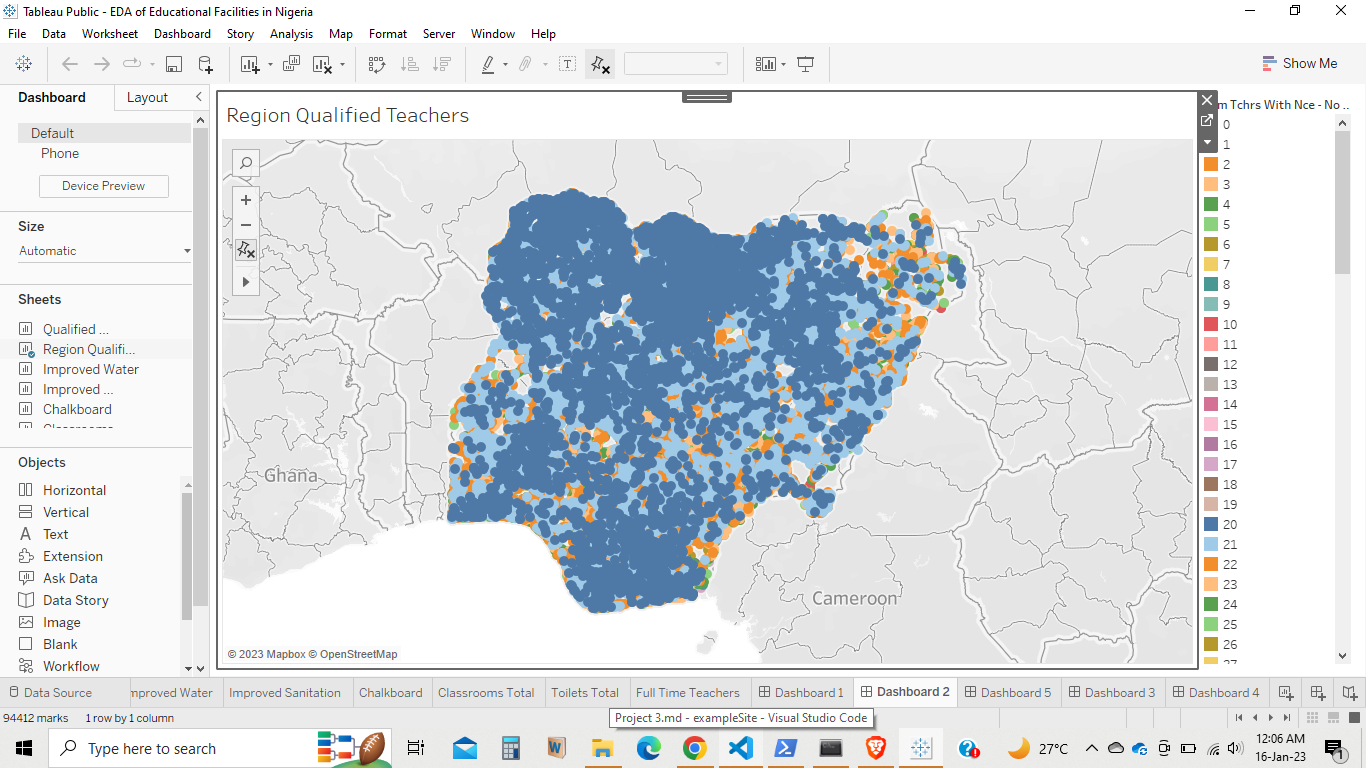 Tableau Public - EDA of Educational Facilities in Nigeria
File Data Worksheet Dashboard Story Analysis Map Format Server Window Help
Show Me
Dashboard Layout
Default
Phone
Device Preview
Size
Automatic
Sheets
Qualified ...
Region Qualifi...
Improved Water
Improved ...
Chalkboard
Objects
Horizontal
Vertical
Text
Extension
Ask Data
Data Story
Image
Blank
Workflow
Region Qualified Teachers
Ghana
Cameroon
© 2023 Mapbox © OpenStreetMap
m Tchrs With Nce - No ..
0
1
2
3
4
5
6
7
8
9
10
11
12
13
14
15
16
17
18
19
20
21
22
23
24
25
26
27
Data Source mproved Water Improved Sanitation Chalkboard Classrooms Total Toilets Total Full Time Teachers Dashboard 1 Dashboard 2 Dashboard 5 Dashboard 3 Dashboard 4
94412 marks 1 row by 1 column
Project 3.md - exampleSite - Visual Studio Code
Type here to search
27°C
12:06 AM
16-Jan-23
1